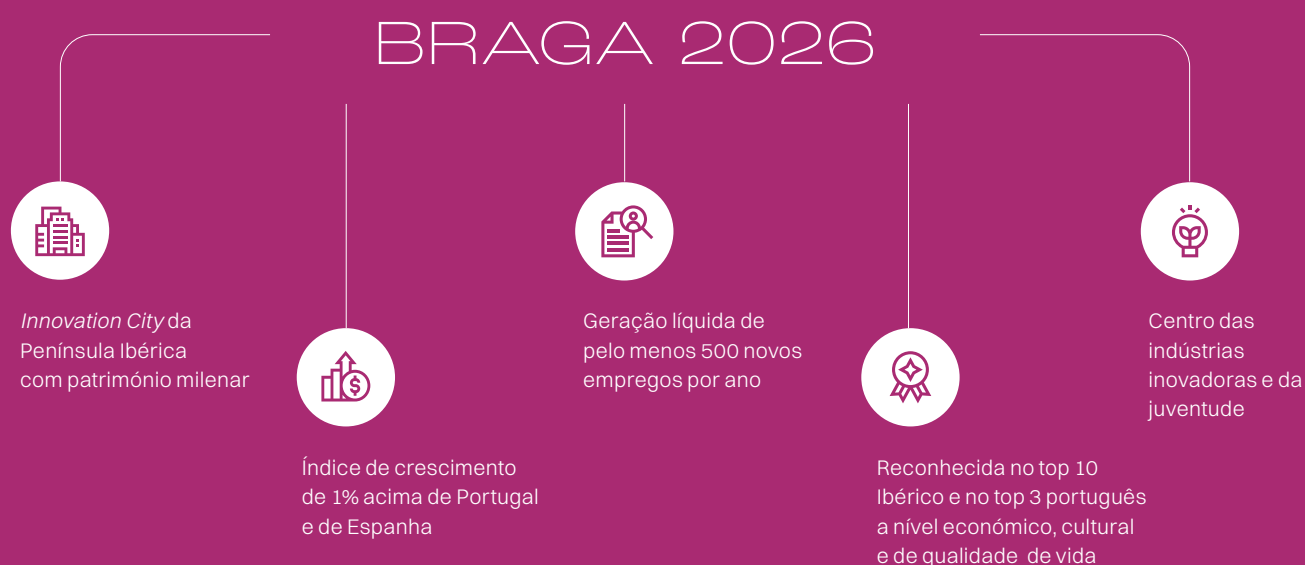 BRAGA 2026
Innovation City da
Península Ibérica
com património milenar
Índice de crescimento
de 1% acima de Portugal
e de Espanha
Geração líquida de
pelo menos 500 novos
empregos por ano
Reconhecida no top 10
Ibérico e no top 3 português
a nível económico, cultural
e de qualidade de vida
Centro das
indústrias
inovadoras e da
juventude